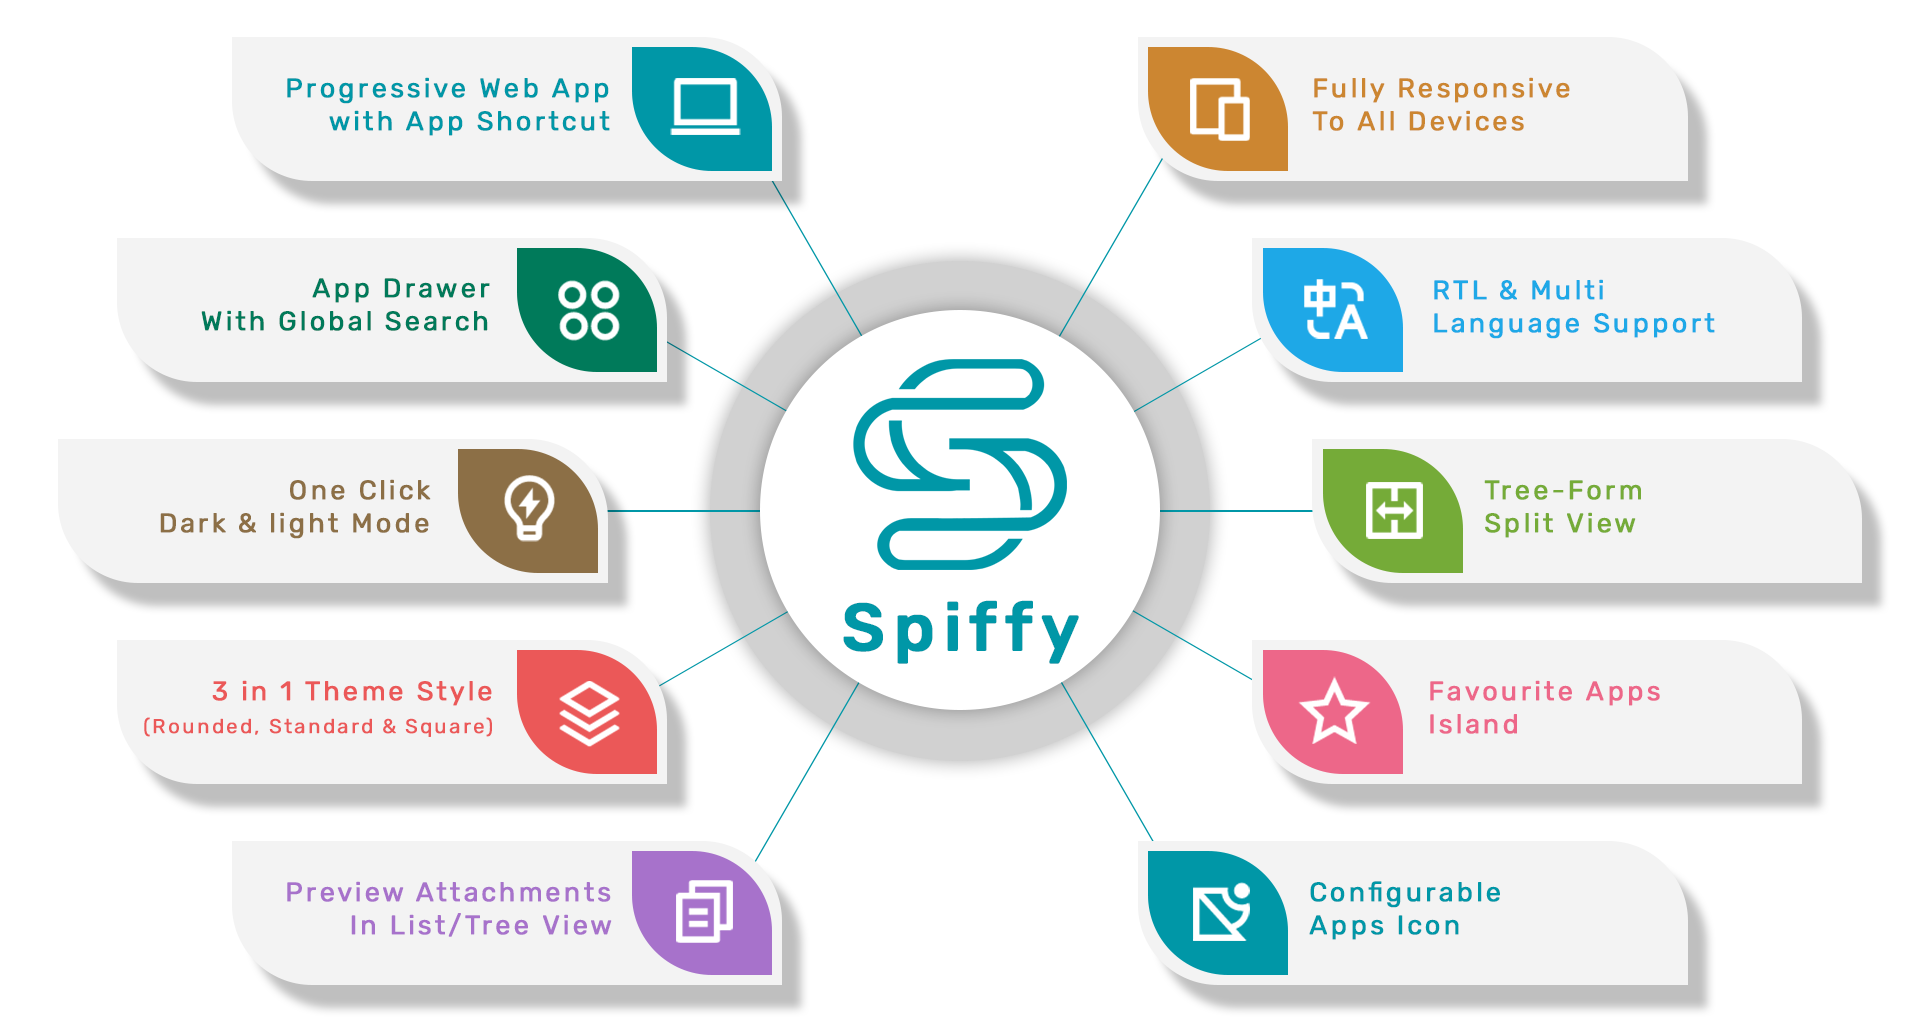 Progressive Web App
with App Shortcut
App Drawer
With Global Search
One Click
Dark & light Mode
3 in 1 Theme Style
(Rounded, Standard & Square)
Preview Attachments
In List/Tree View
Spiffy
Fully Responsive
To All Devices
中
A
RTL & Multi
Language Support
Tree-Form
Split View
Favourite Apps
Island
Configurable
Apps Icon